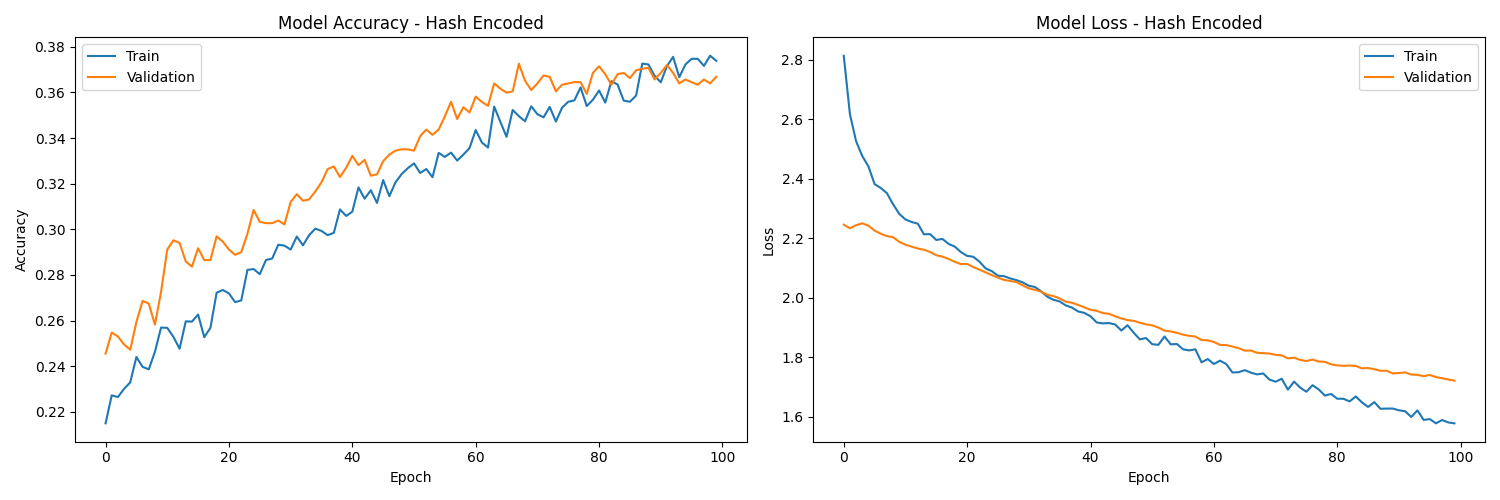 Model Accuracy - Hash Encoded
Train
Validation
0.38
0.36
0.34
0.32
0.30
0.28
0.26
0.24
0.22
Accuracy
0 20 40 60 80 100
Epoch
Model Loss - Hash Encoded
Train
Validation
2.8
2.6
2.4
2.2
2.0
1.8
1.6
Loss
0 20 40 60 80 100
Epoch